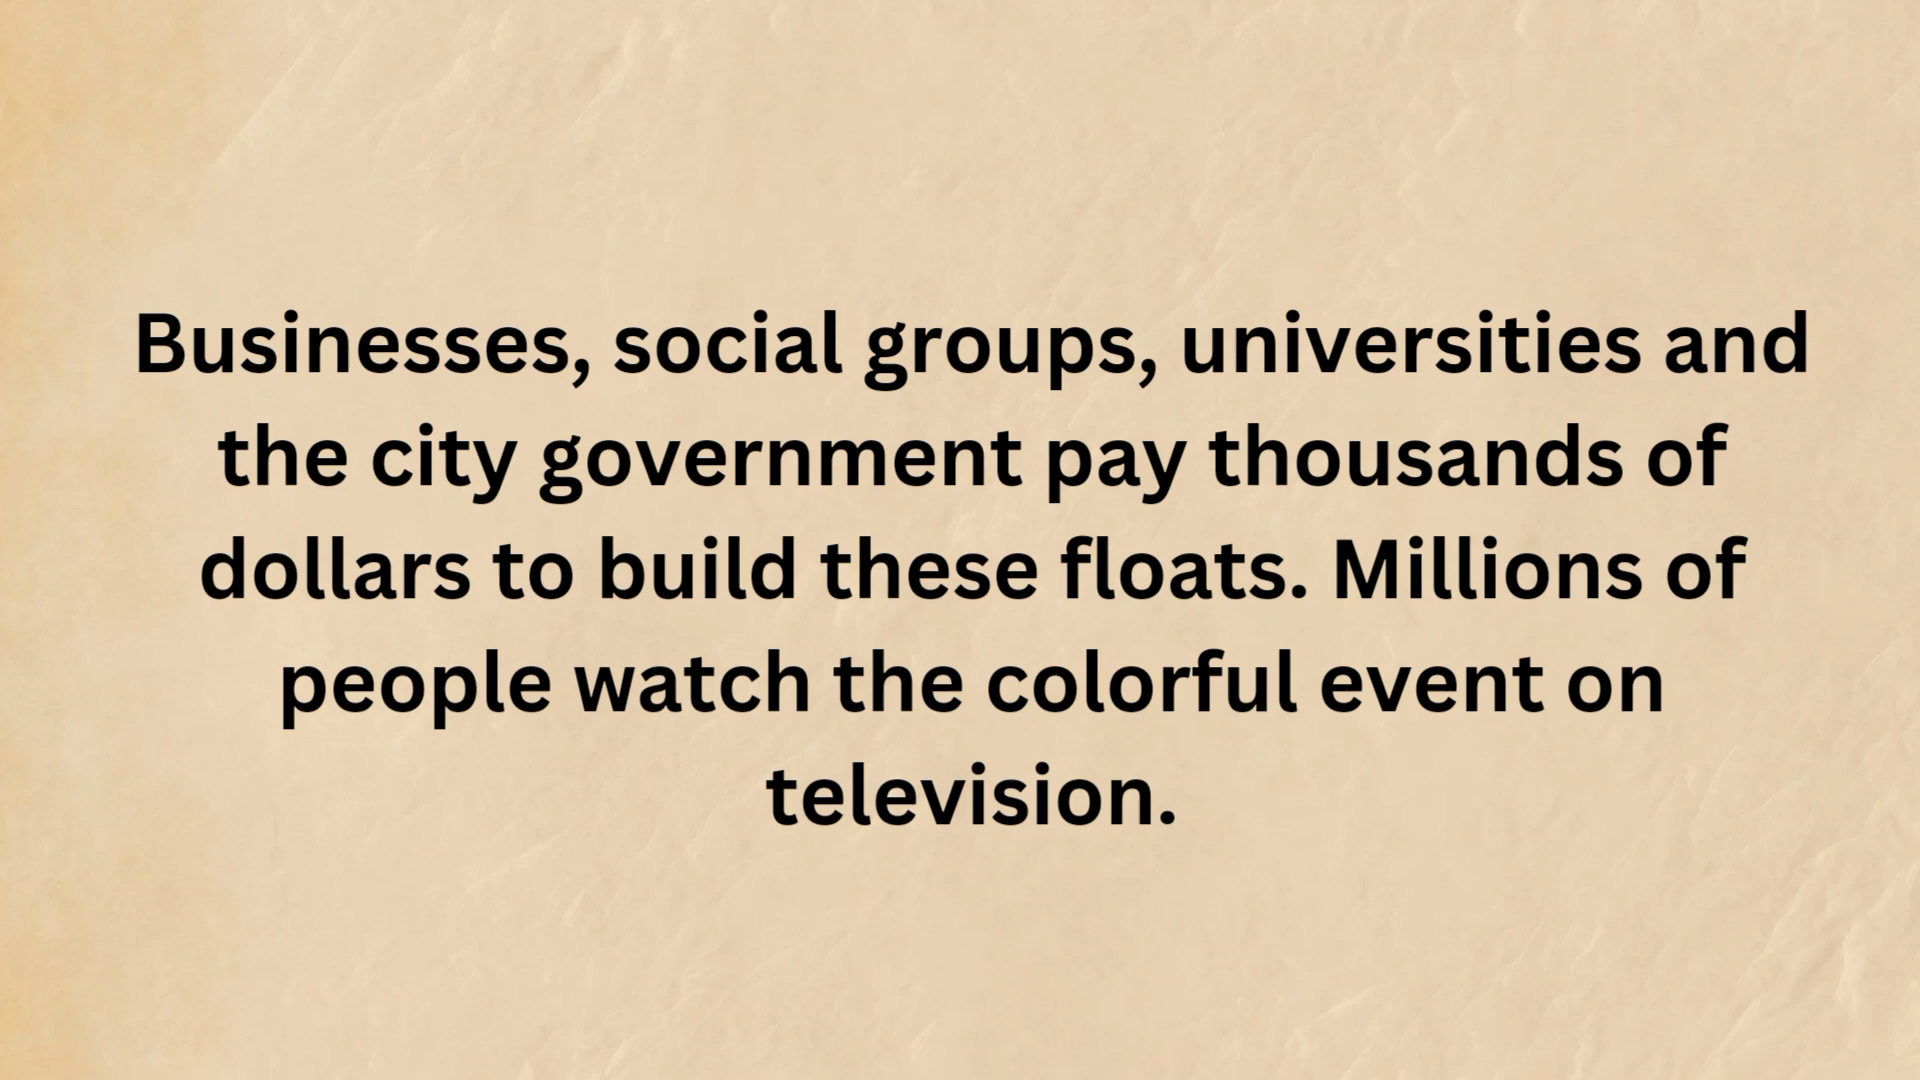 Businesses, social groups, universities and
the city government pay thousands of
dollars to build these floats. Millions of
people watch the colorful event on
television.